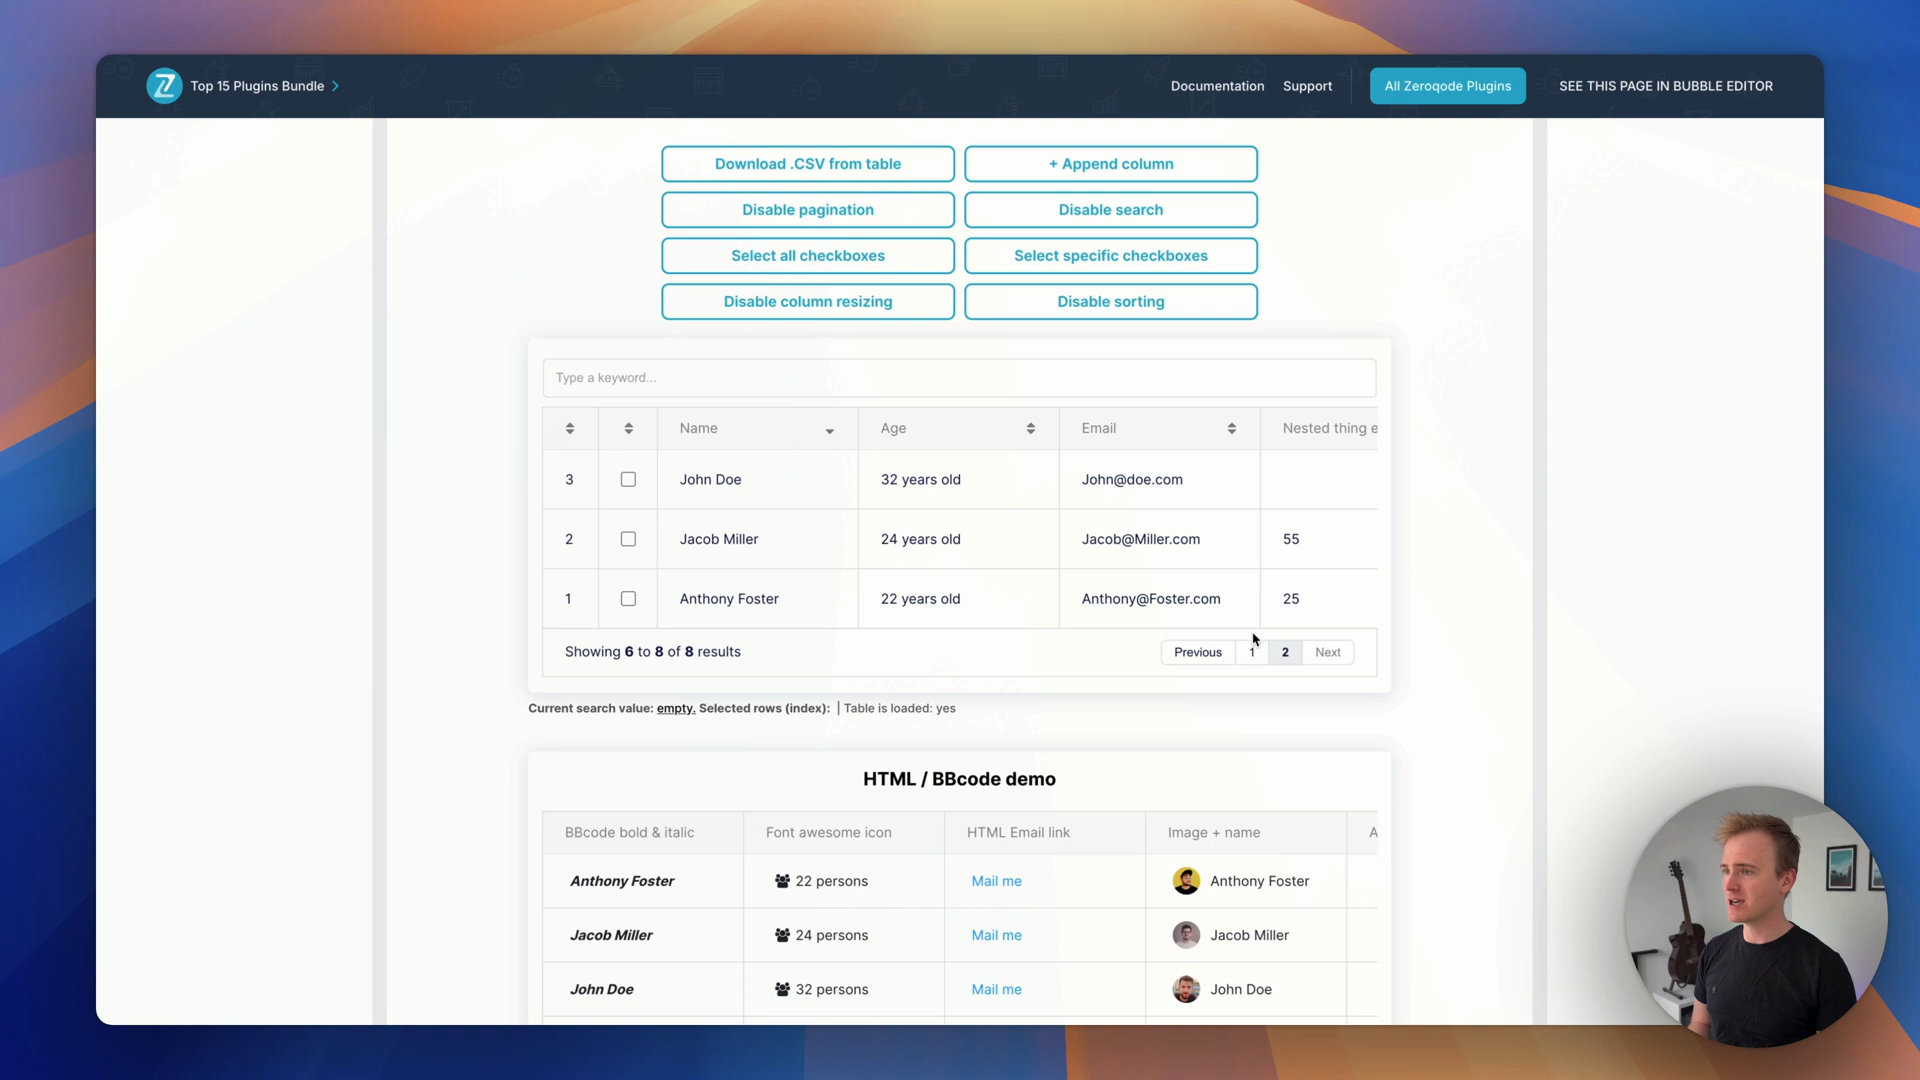 Top 15 Plugins Bundle
Documentation Support All Zeroqode Plugins SEE THIS PAGE IN BUBBLE EDITOR
Download .CSV from table + Append column
Disable pagination Disable search
Select all checkboxes Select specific checkboxes
Disable column resizing Disable sorting
Type a keyword...
Name Age Email Nested thing e
3 John Doe 32 years old John@doe.com
2 Jacob Miller 24 years old Jacob@Miller.com 55
1 Anthony Foster 22 years old Anthony@Foster.com 25
Showing 6 to 8 of 8 results Previous 1 2 Next
Current search value: empty. Selected rows (index): | Table is loaded: yes
HTML / BBcode demo
BBcode bold & italic Font awesome icon HTML Email link Image + name A
Anthony Foster 22 persons Mail me Anthony Foster
Jacob Miller 24 persons Mail me Jacob Miller
John Doe 32 persons Mail me John Doe